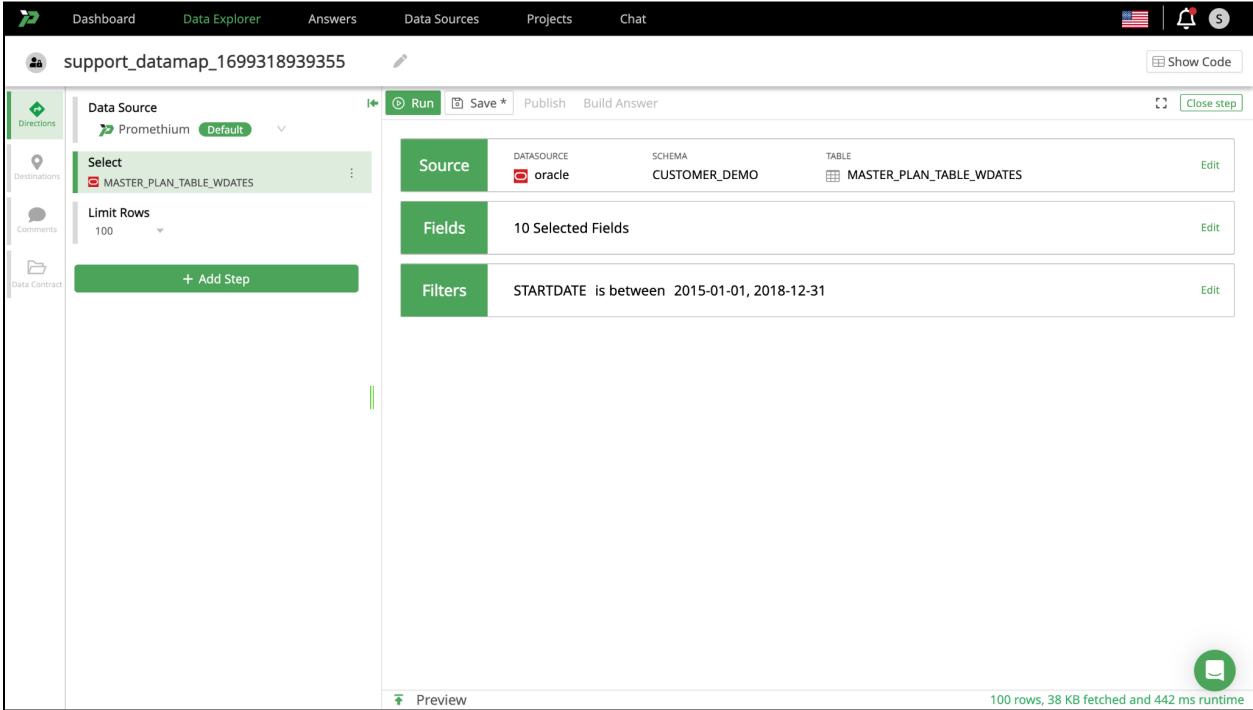 Dashboard Data Explorer Answers Data Sources Projects Chat S
support_datamap_1699318939355 Show Code
Directions
Destinations
Comments
Data Contract
Data Source
Promethium Default
Select
MASTER_PLAN_TABLE_WDATES
Limit Rows
100
+ Add Step
Run Save * Publish Build Answer Close step
Source DATASOURCE SCHEMA TABLE
oracle CUSTOMER_DEMO MASTER_PLAN_TABLE_WDATES Edit
Fields 10 Selected Fields Edit
Filters STARTDATE is between 2015-01-01, 2018-12-31 Edit
Preview 100 rows, 38 KB fetched and 442 ms runtime